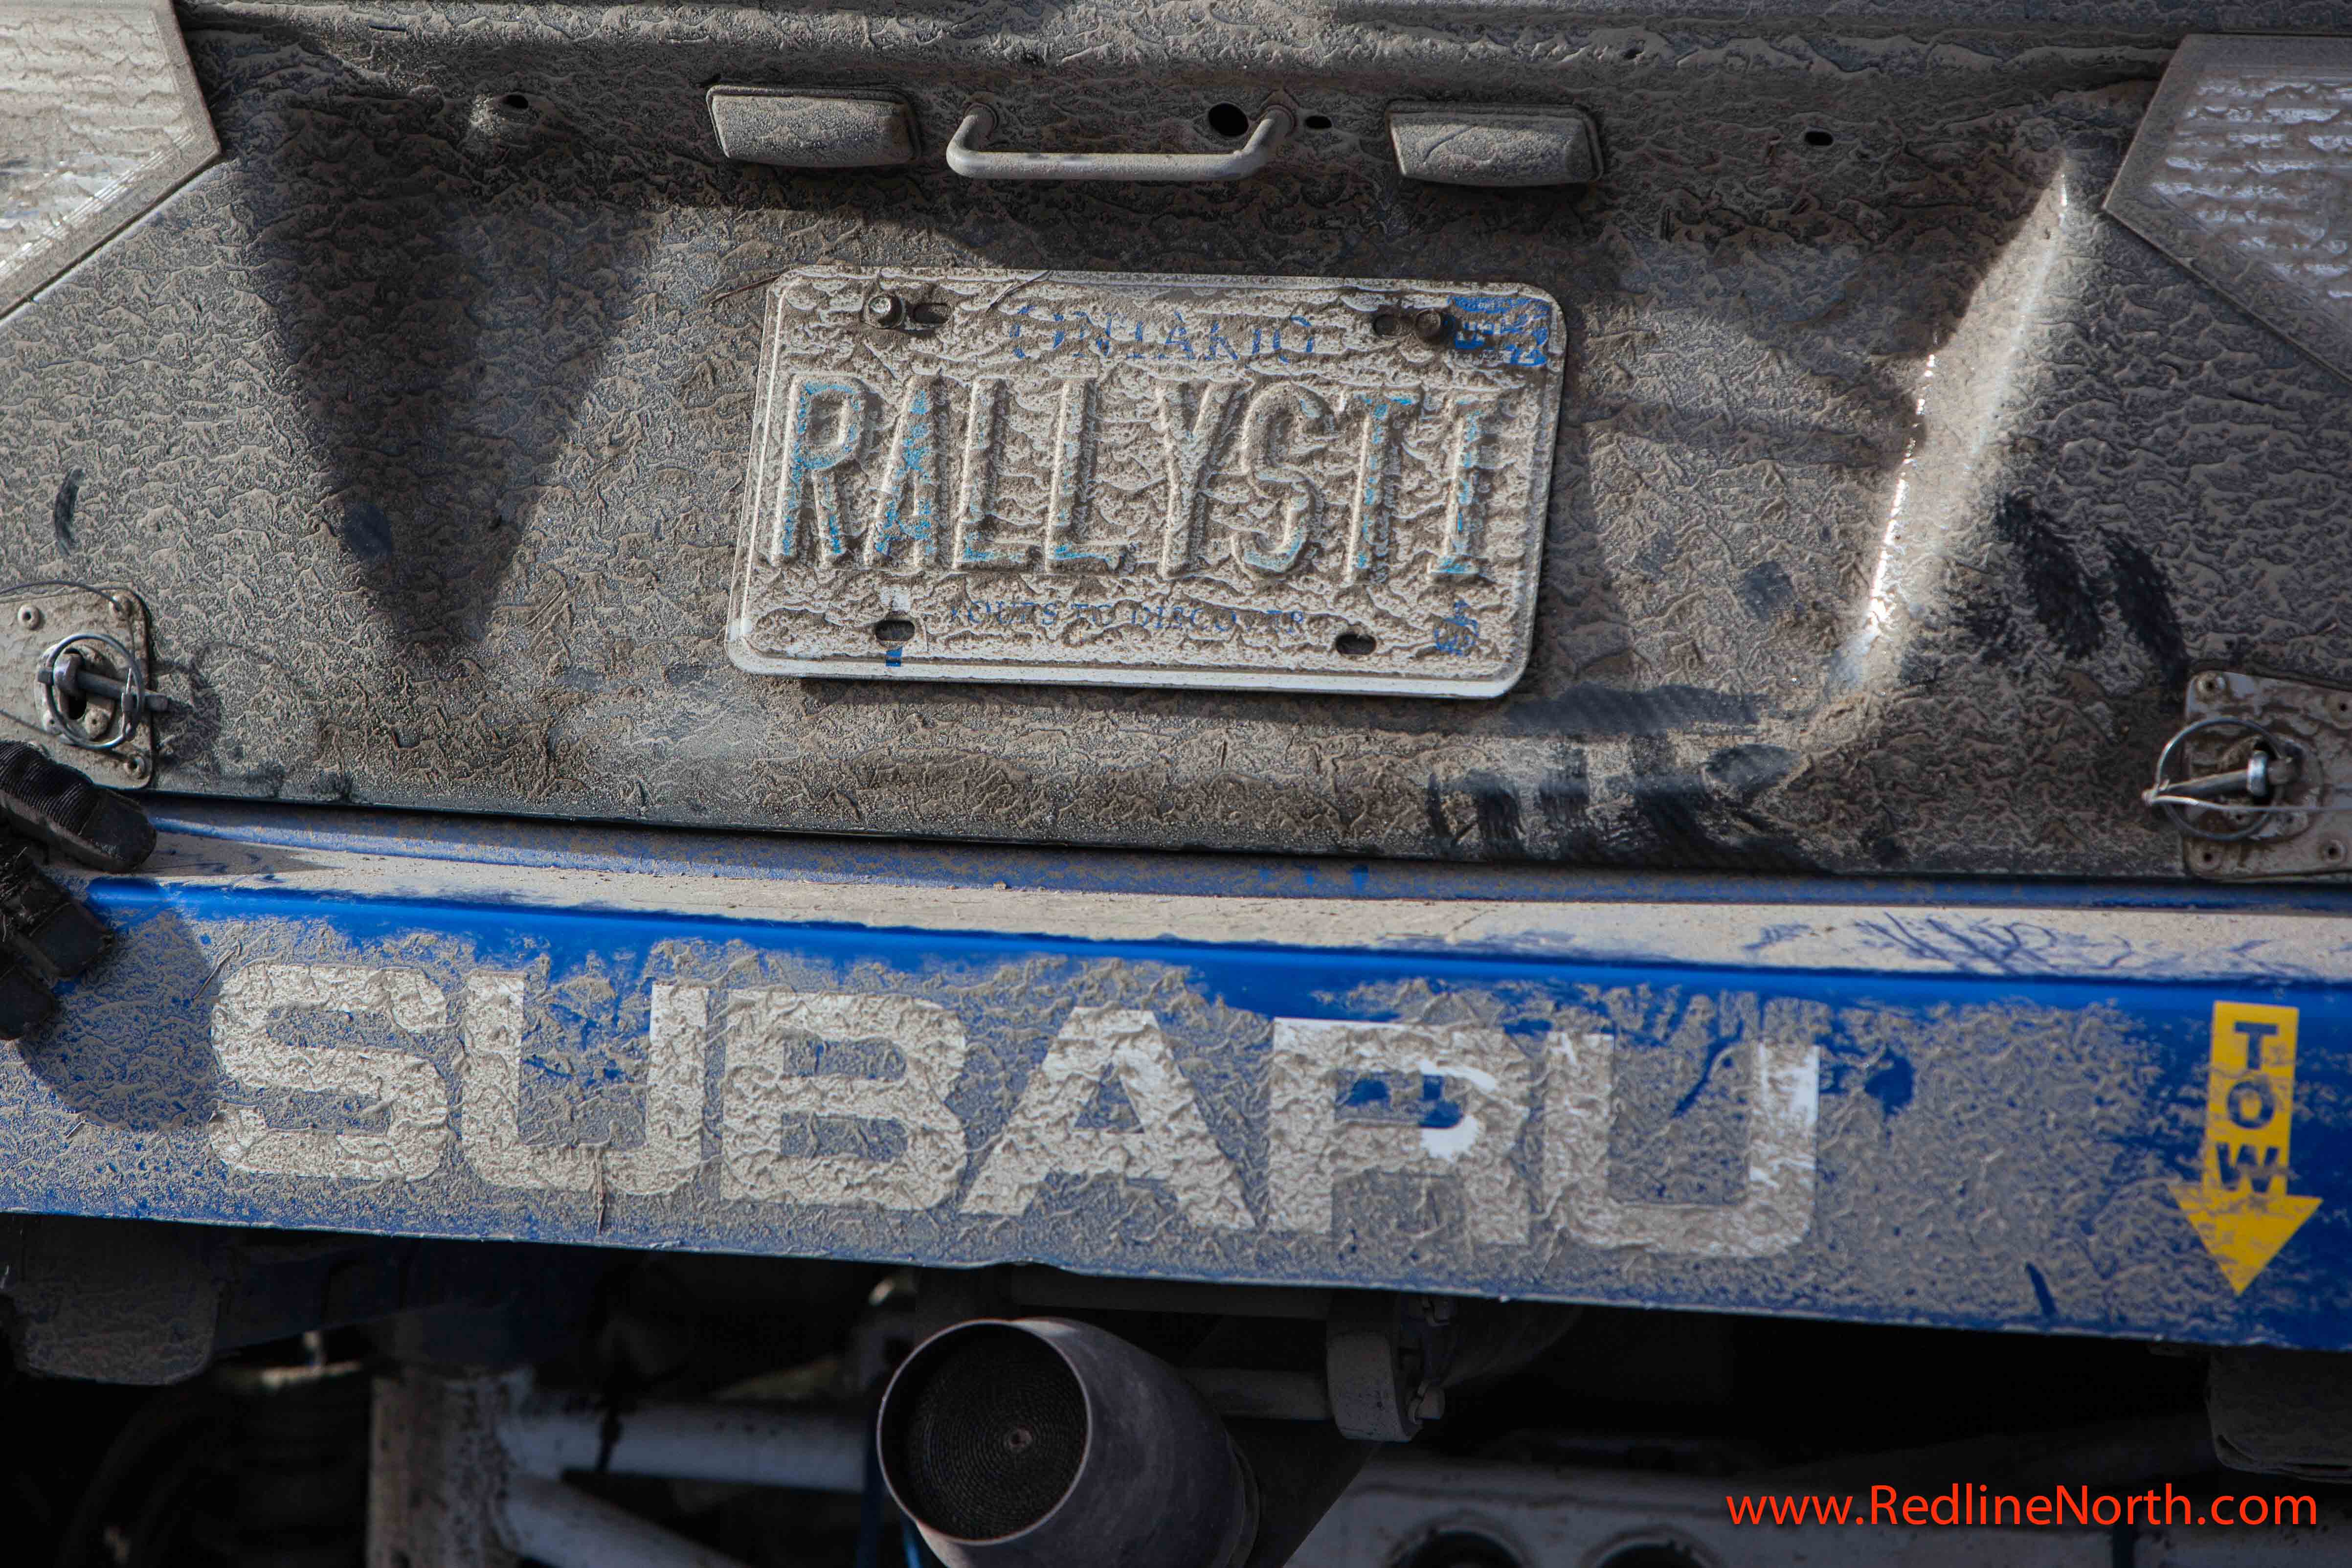 ONTARIO
RALLYSTI
YOURS TO DISCOVER
SUBARU
TOW
www.RedlineNorth.com